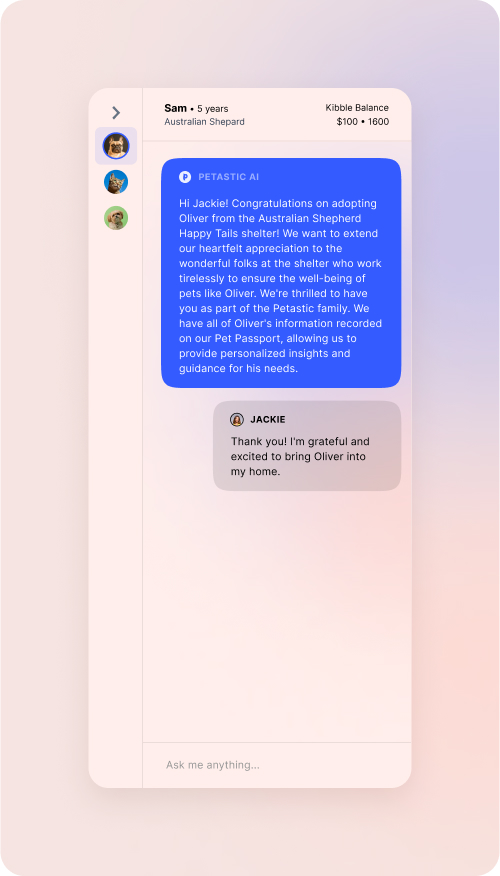 Sam • 5 years
Kibble Balance
Australian Shepard
$100 • 1600
PETASTIC AI
Hi Jackie! Congratulations on adopting
Oliver from the Australian Shepherd
Happy Tails shelter! We want to extend
our heartfelt appreciation to the
wonderful folks at the shelter who work
tirelessly to ensure the well-being of
pets like Oliver. We're thrilled to have
you as part of the Petastic family. We
have all of Oliver's information recorded
on our Pet Passport, allowing us to
provide personalized insights and
guidance for his needs.
JACKIE
Thank you! I'm grateful and
excited to bring Oliver into
my home.
Ask me anything...